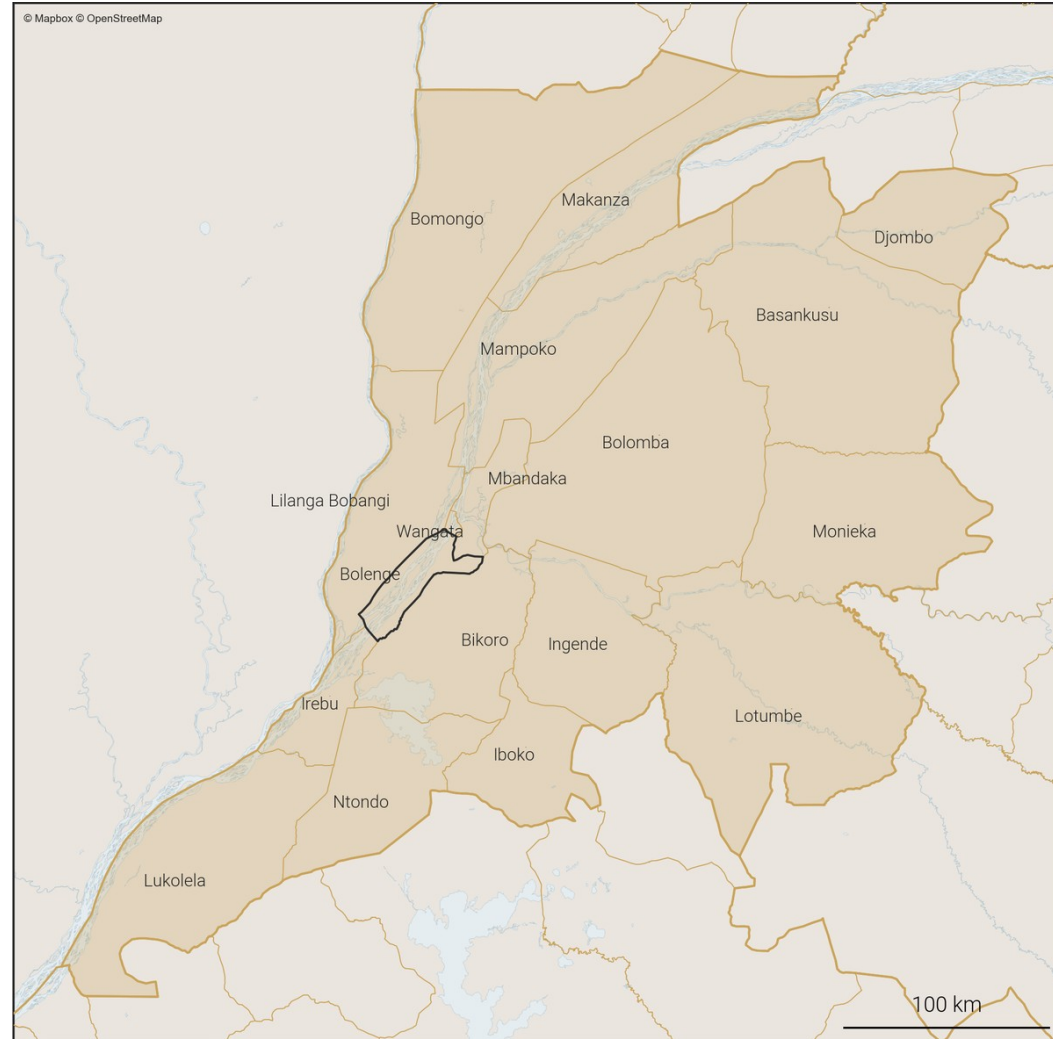 © Mapbox © OpenStreetMap
Makanza
Bomongo
Djombo
Basankusu
Mampoko
Bolomba
Mbandaka
Lilanga Bobangi
Wangata
Monieka
Bolenge
Bikoro
Ingende
Irebu
Lotumbe
Iboko
Ntondo
Lukolela
100 km